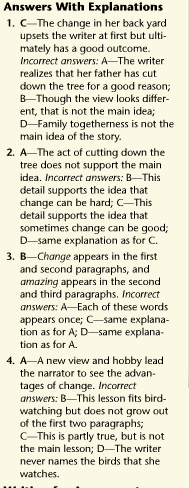 Answers With Explanations
1. C—The change in her back yard
upsets the writer at first but ulti-
mately has a good outcome.
Incorrect answers: A—The writer
realizes that her father has cut
down the tree for a good reason;
B—Though the view looks differ-
ent, that is not the main idea;
D—Family togetherness is not the
main idea of the story.
2. A—The act of cutting down the
tree does not support the main
idea. Incorrect answers: B—This
detail supports the idea that
change can be hard; C—This
detail supports the idea that
sometimes change can be good;
D—same explanation as for C.
3. B—Change appears in the first
and second paragraphs, and
amazing appears in the second
and third paragraphs. Incorrect
answers: A—Each of these words
appears once; C—same explana-
tion as for A; D—same explana-
tion as for A.
4. A—A new view and hobby lead
the narrator to see the advan-
tages of change. Incorrect
answers: B—This lesson fits bird-
watching but does not grow out
of the first two paragraphs;
C—This is partly true, but is not
the main lesson; D—The writer
never names the birds that she
watches.